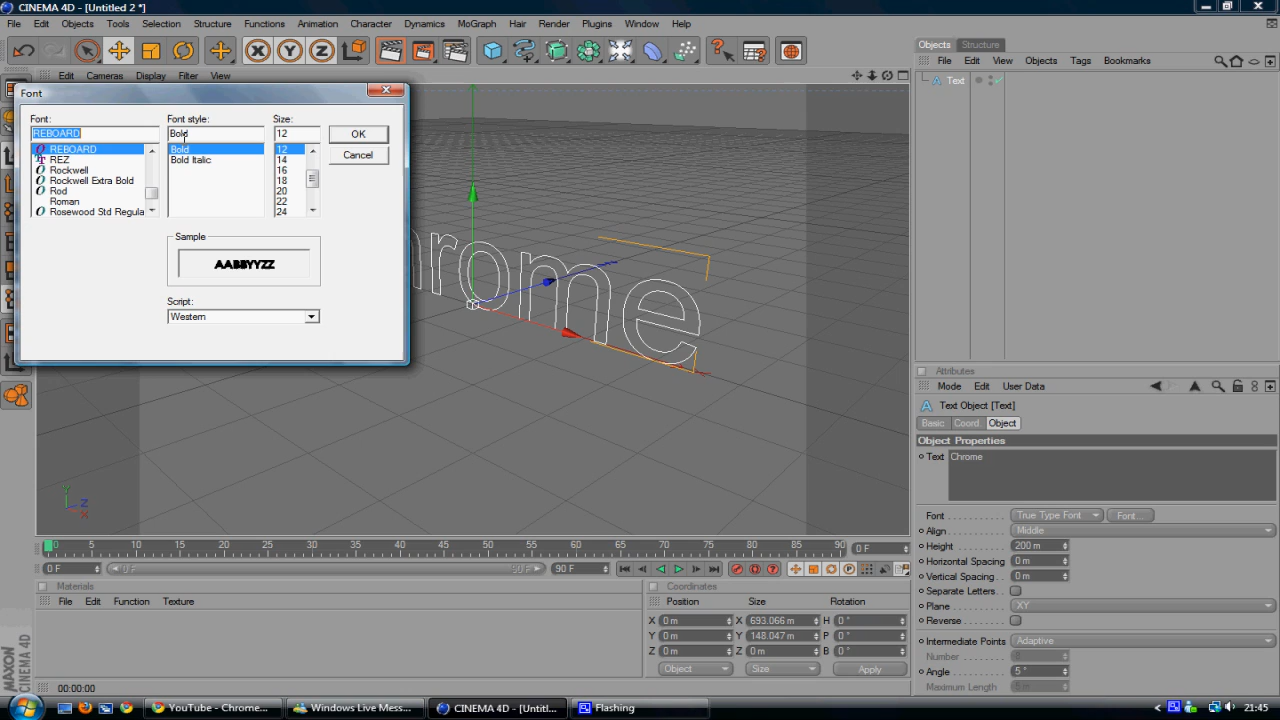 CINEMA 4D - [Untitled 2 *]
File Edit Objects Tools Selection Structure Functions Animation Character Dynamics MoGraph Hair Render Plugins Window Help
X Y Z
Objects Structure
Edit Cameras Display Filter View
File Edit View Objects Tags Bookmarks
Text
Font
Font: Font style: Size:
REBOARD Bold 12 OK
REBOARD Bold 12
Cancel
REZ Bold Italic 14
Rockwell 16
Rockwell Extra Bold 18
Rod 20
Roman 22
Rosewood Std Regula 24
Sample
AABBYYZZ
Script:
Western
Chrome
Y Z X
Attributes
Mode Edit User Data
Text Object [Text]
Basic Coord. Object
Object Properties
Text Chrome
Font True Type Font Font...
Align Middle
Height 200 m
Horizontal Spacing 0 m
Vertical Spacing 0 m
Separate Letters
Plane XY
Reverse
Intermediate Points Adaptive
Number
Angle 5 °
Maximum Length 5 m
0 5 10 15 20 25 30 35 40 45 50 55 60 65 70 75 80 85 90 0 F
0 F 0 F 90 F 90 F
Materials
File Edit Function Texture
Coordinates
Position Size Rotation
X 0 m X 693.066 m H 0 °
Y 0 m Y 148.047 m P 0 °
Z 0 m Z 0 m B 0 °
Object Size Apply
MAXON
CINEMA 4D
00:00:00
YouTube - Chrome... Windows Live Mess... CINEMA 4D - [Untitl... Flashing 21:45